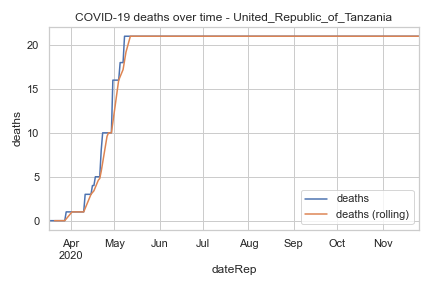 COVID-19 deaths over time - United_Republic_of_Tanzania
deaths
20
15
10
5
0
deaths
deaths (rolling)
Apr May Jun Jul Aug Sep Oct Nov
2020
dateRep